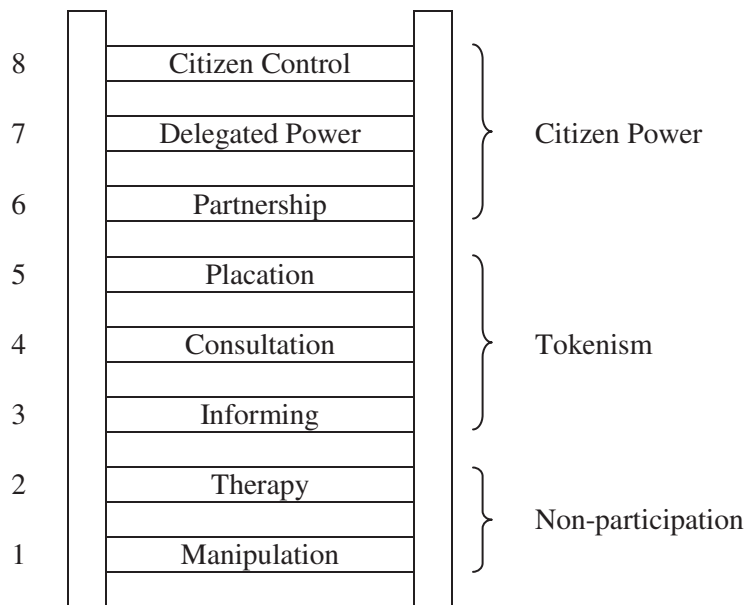 8 Citizen Control
7 Delegated Power Citizen Power
6 Partnership
5 Placation
4 Consultation Tokenism
3 Informing
2 Therapy
Non-participation
1 Manipulation